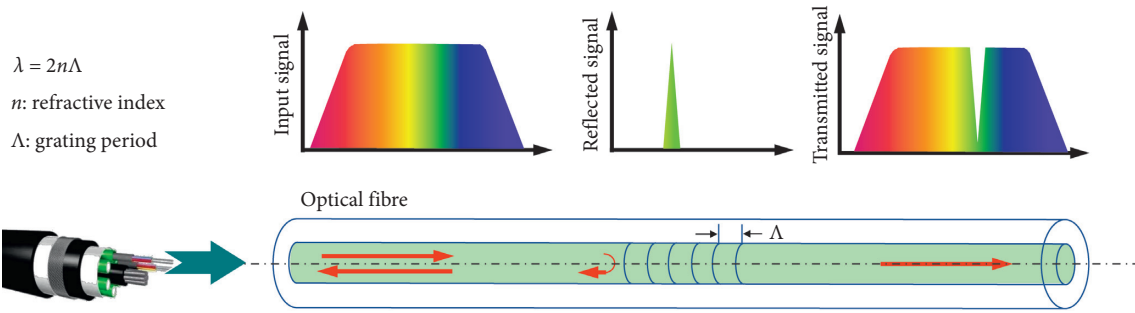 λ = 2nΛ
n: refractive index
Λ: grating period
Input signal
Reflected signal
Transmitted signal
Optical fibre
Λ